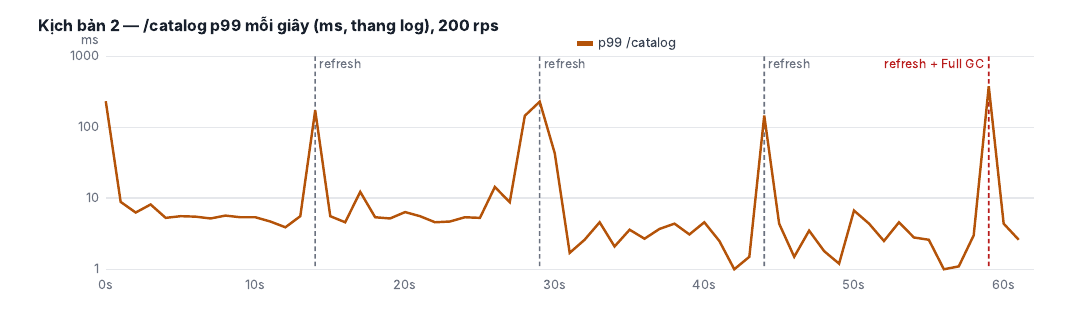 Kịch bản 2 — /catalog p99 mỗi giây (ms, thang log), 200 rps
ms
p99 /catalog
1000
refresh
refresh
refresh
refresh + Full GC
100
10
1
0s
10s
20s
30s
40s
50s
60s